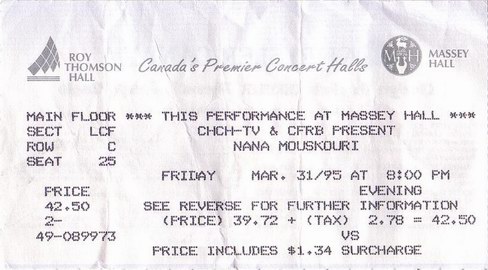 ROY THOMSON HALL
Canada's Premier Concert Halls
MASSEY HALL
MAIN FLOOR *** THIS PERFORMANCE AT MASSEY HALL ***
SECT LCF CHCH-TV & CFRB PRESENT
ROW C NANA MOUSKOURI
SEAT 25
FRIDAY MAR. 31/95 AT 8:00 PM
PRICE EVENING
42.50 SEE REVERSE FOR FURTHER INFORMATION
2- (PRICE) 39.72 + (TAX) 2.78 = 42.50
49-089973 VS
PRICE INCLUDES $1.34 SURCHARGE